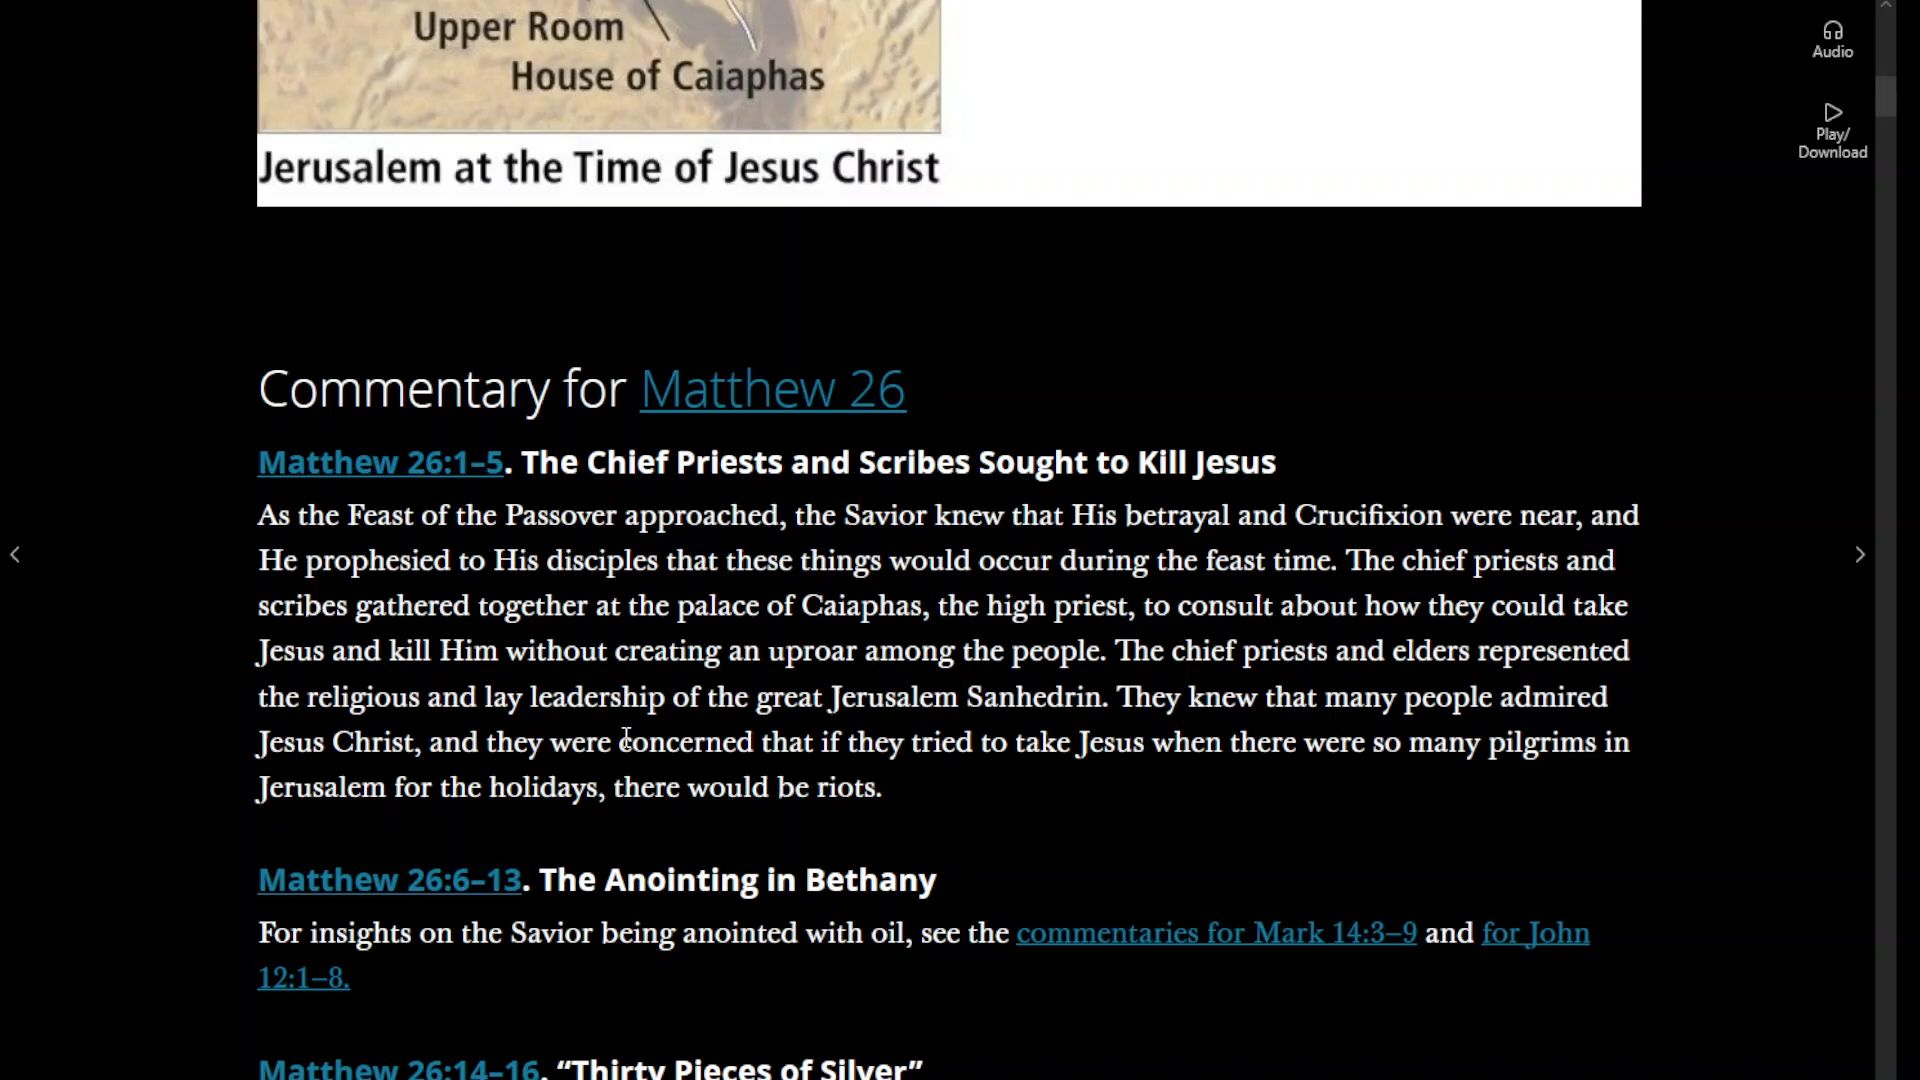 Upper Room
House of Caiaphas
Jerusalem at the Time of Jesus Christ
Audio
Play/
Download
Commentary for Matthew 26
Matthew 26:1–5. The Chief Priests and Scribes Sought to Kill Jesus
As the Feast of the Passover approached, the Savior knew that His betrayal and Crucifixion were near, and
He prophesied to His disciples that these things would occur during the feast time. The chief priests and
scribes gathered together at the palace of Caiaphas, the high priest, to consult about how they could take
Jesus and kill Him without creating an uproar among the people. The chief priests and elders represented
the religious and lay leadership of the great Jerusalem Sanhedrin. They knew that many people admired
Jesus Christ, and they were concerned that if they tried to take Jesus when there were so many pilgrims in
Jerusalem for the holidays, there would be riots.
Matthew 26:6–13. The Anointing in Bethany
For insights on the Savior being anointed with oil, see the commentaries for Mark 14:3–9 and for John
12:1–8.
Matthew 26:14–16. “Thirty Pieces of Silver”